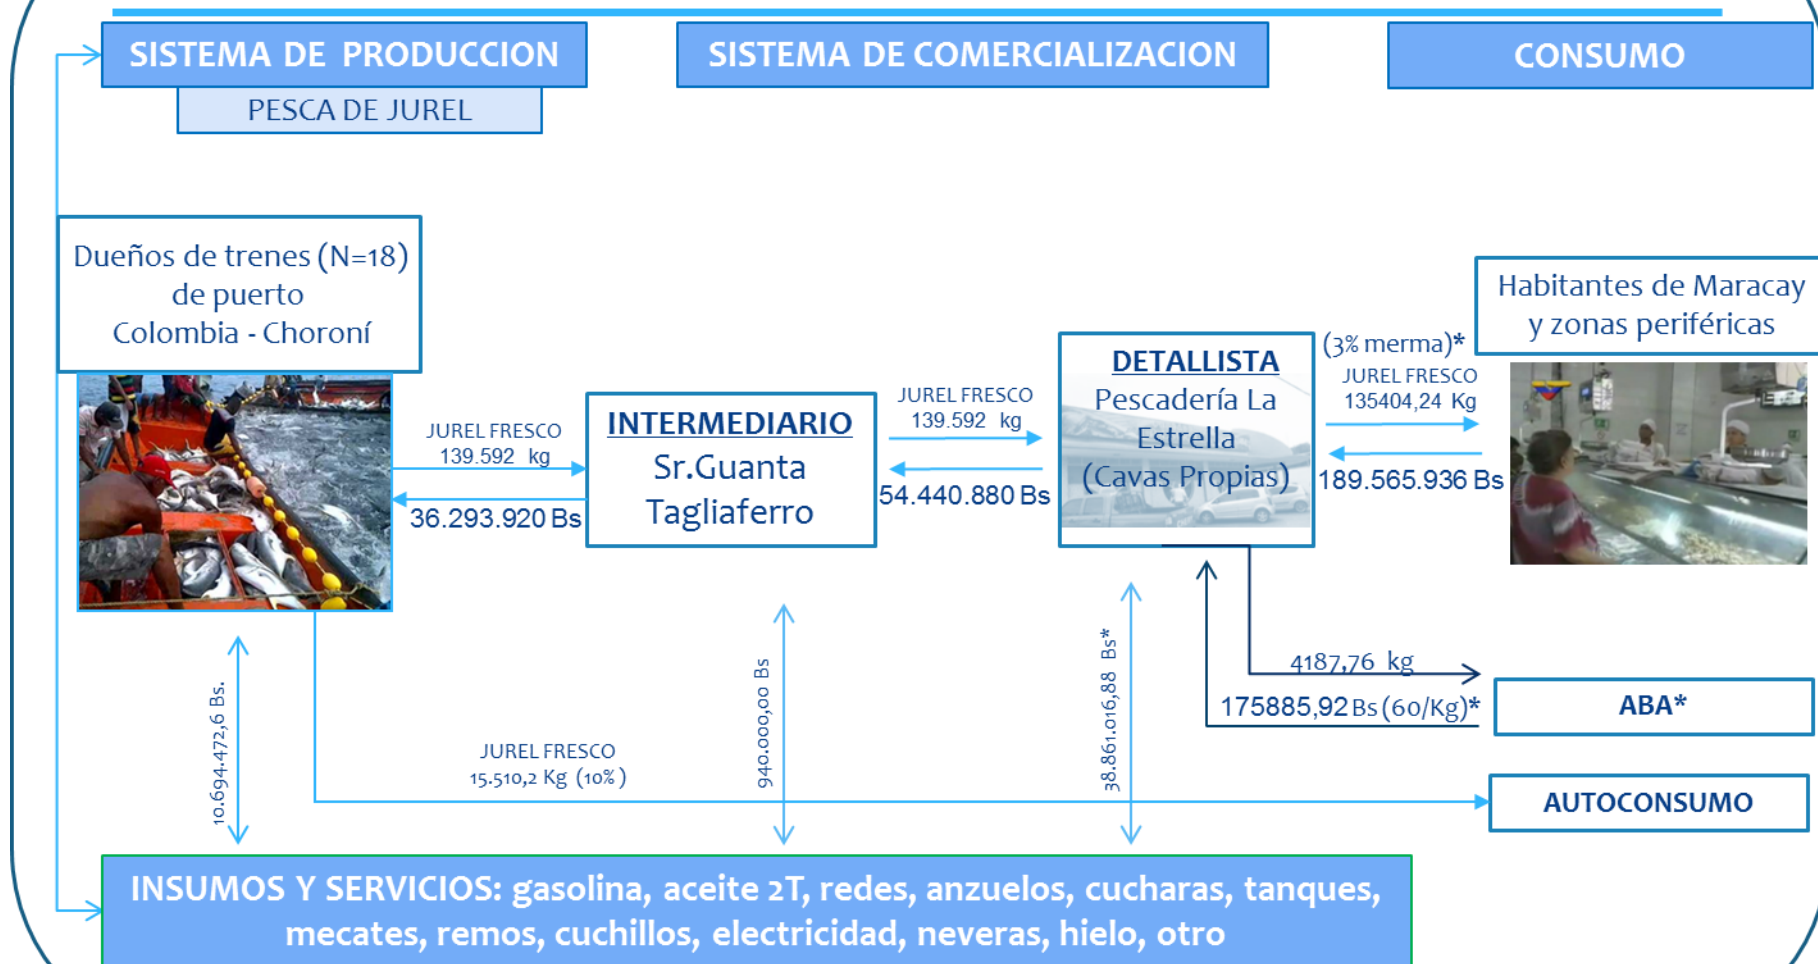 SISTEMA DE PRODUCCION
SISTEMA DE COMERCIALIZACION
CONSUMO
PESCA DE JUREL
Dueños de trenes (N=18)
de puerto
Colombia - Choroní
JUREL FRESCO
139.592 kg
36.293.920 Bs
INTERMEDIARIO
Sr.Guanta
Tagliaferro
JUREL FRESCO
139.592 kg
54.440.880 Bs
DETALLISTA
Pescadería La
Estrella
(Cavas Propias)
(3% merma)*
JUREL FRESCO
135404,24 Kg
189.565.936 Bs
Habitantes de Maracay
y zonas periféricas
10.694.472,6 Bs.
940.000,00 Bs
38.861.016,88 Bs*
4187,76 kg
175885,92 Bs (60/Kg)*
ABA*
JUREL FRESCO
15.510,2 Kg (10%)
AUTOCONSUMO
INSUMOS Y SERVICIOS: gasolina, aceite 2T, redes, anzuelos, cucharas, tanques,
mecates, remos, cuchillos, electricidad, neveras, hielo, otro